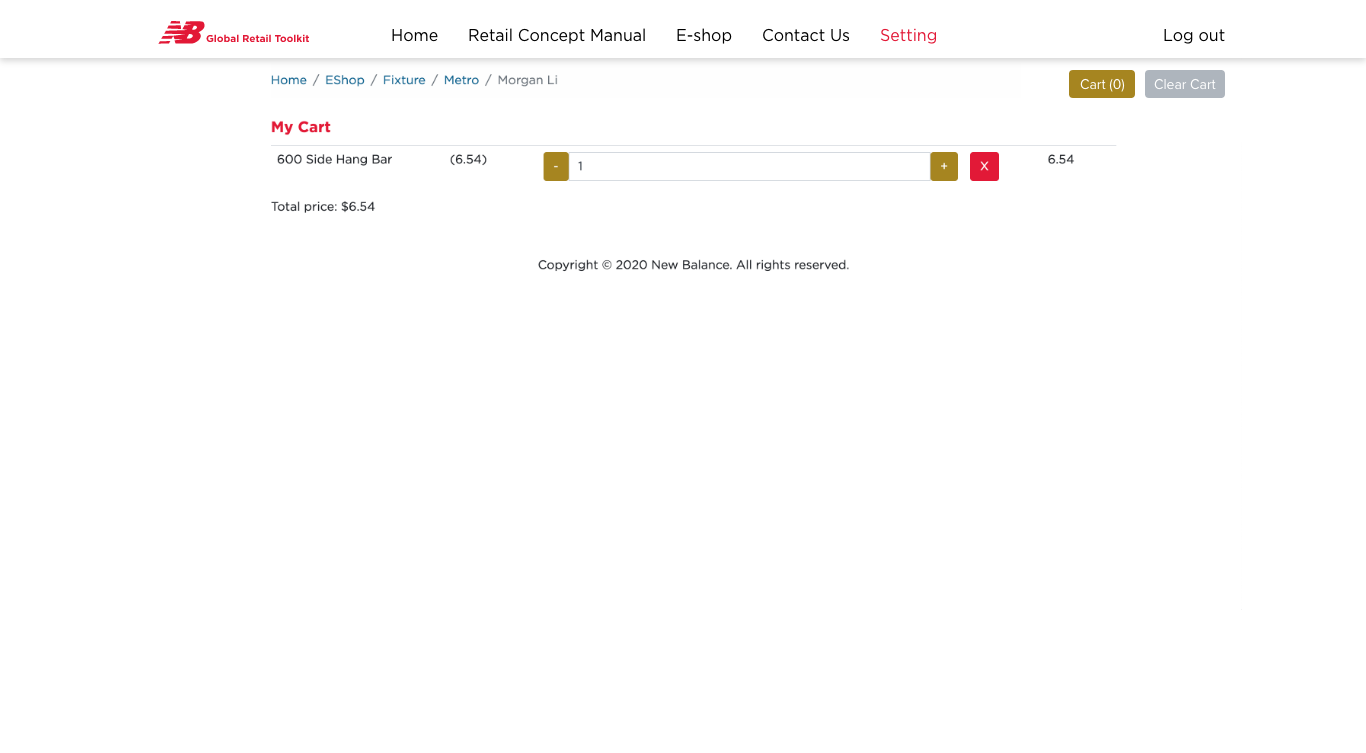 NB Global Retail Toolkit Home Retail Concept Manual E-shop Contact Us Setting Log out
Home / EShop / Fixture / Metro / Morgan Li Cart (0) Clear Cart
My Cart
600 Side Hang Bar (6.54) - 1 + X 6.54
Total price: $6.54
Copyright © 2020 New Balance. All rights reserved.